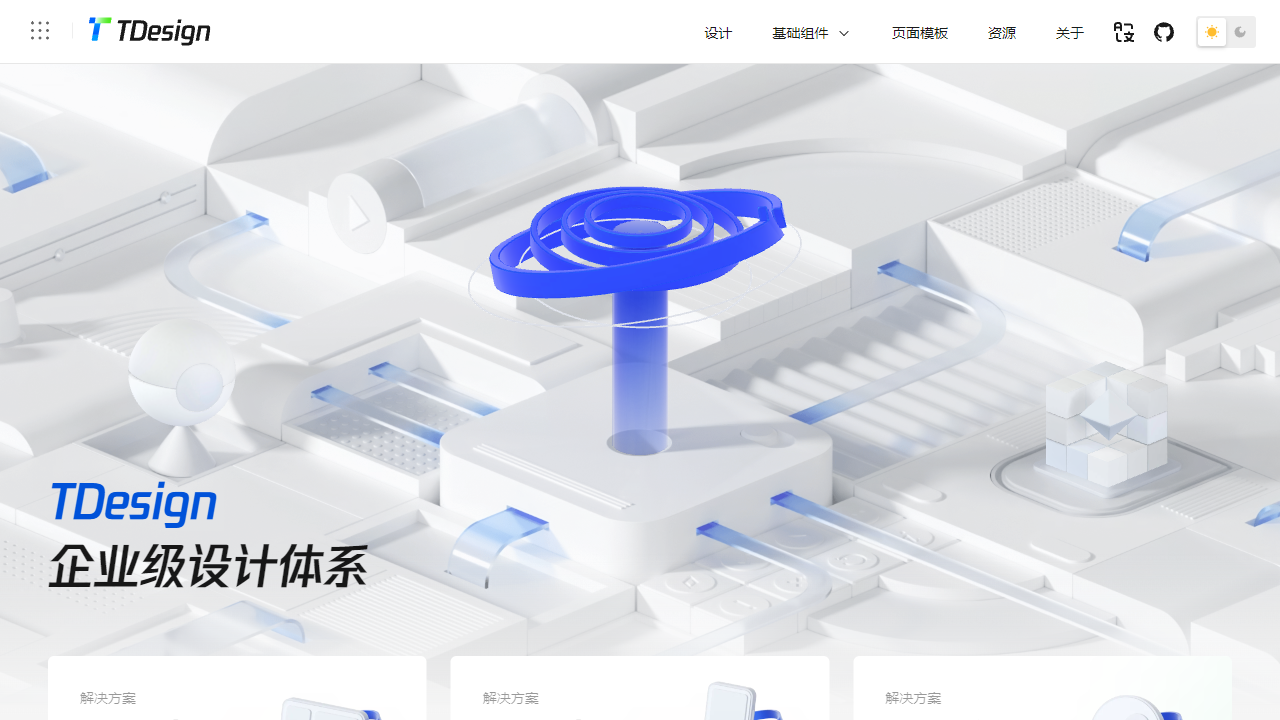 TDesign
设计
基础组件
页面模板
资源
关于
TDesign
企业级设计体系
解决方案
解决方案
解决方案